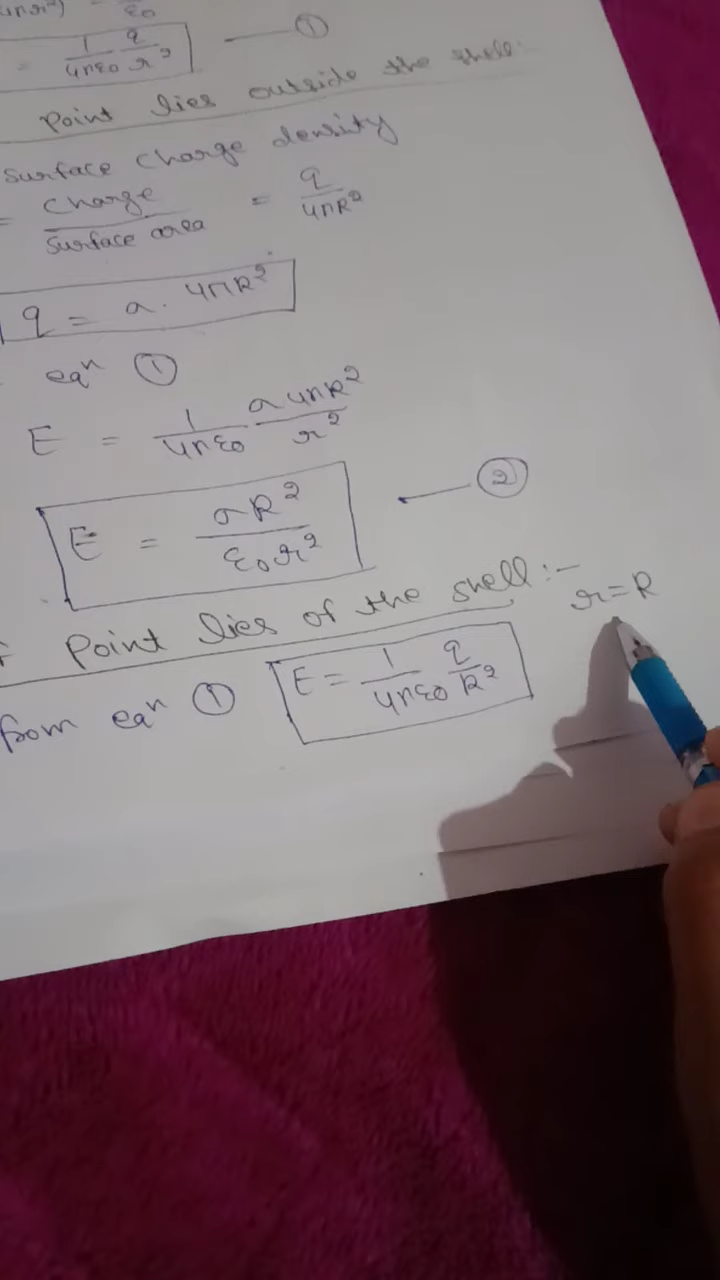 ε0
= 1/4πε0 q/r² — ①
Point lies outside the shell:
Surface charge density
= Charge/Surface area = q/4πR²
q = σ. 4πR²
eqⁿ ①
E = 1/4πε0 σ4πR²/r²
E = σR²/ε0r² — ②
Point lies of the shell :- r=R
from eqⁿ ① E = 1/4πε0 q/R²